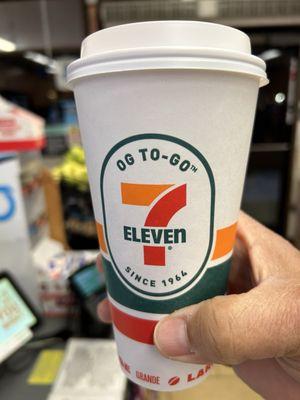 OG TO-GO™
7
ELEVEn®
SINCE 1964
GRANDE